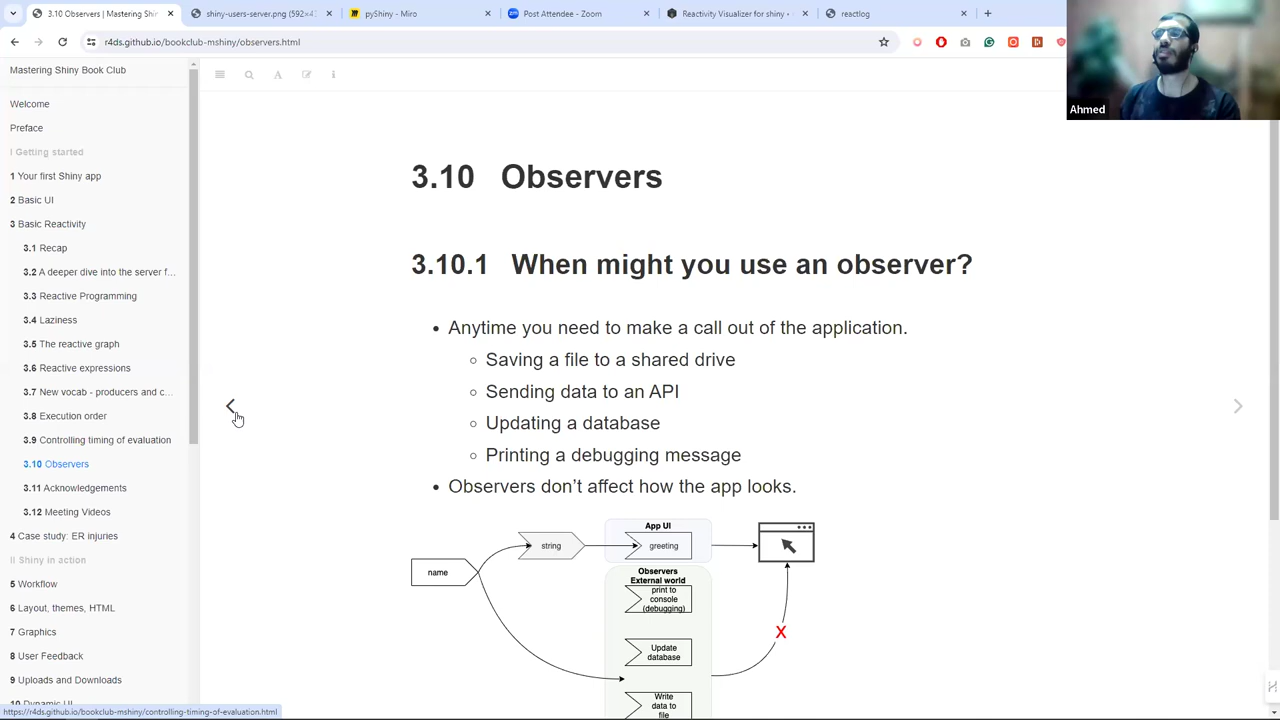 3.10 Observers | Mastering Shi
shiny-users-server.png (592×4
pyShiny - Miro
Post Attendee - Zoom
Reactivity Visualizer for shiny •
reactlog
r4ds.github.io/bookclub-mshiny/observers.html
Ahmed
Mastering Shiny Book Club
Welcome
Preface
I Getting started
1 Your first Shiny app
2 Basic UI
3 Basic Reactivity
3.1 Recap
3.2 A deeper dive into the server f…
3.3 Reactive Programming
3.4 Laziness
3.5 The reactive graph
3.6 Reactive expressions
3.7 New vocab - producers and c…
3.8 Execution order
3.9 Controlling timing of evaluation
3.10 Observers
3.11 Acknowledgements
3.12 Meeting Videos
4 Case study: ER injuries
II Shiny in action
5 Workflow
6 Layout, themes, HTML
7 Graphics
8 User Feedback
9 Uploads and Downloads
10 Dynamic UI
3.10 Observers
3.10.1 When might you use an observer?
• Anytime you need to make a call out of the application.
○ Saving a file to a shared drive
○ Sending data to an API
○ Updating a database
○ Printing a debugging message
• Observers don't affect how the app looks.
App UI
string
greeting
name
Observers
External world
print to
console
(debugging)
X
Update
database
Write
data to
file
https://r4ds.github.io/bookclub-mshiny/controlling-timing-of-evaluation.html